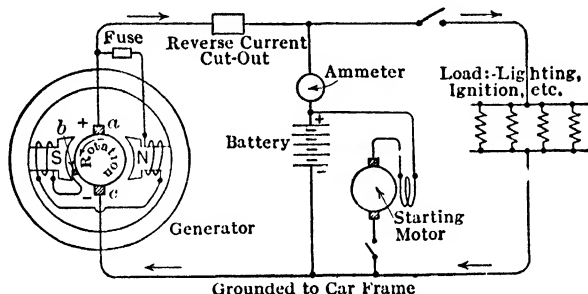 Fuse
Reverse Current
Cut-Out
Ammeter
Load:-Lighting,
Ignition, etc.
b + a
S Rotation N
- c
Battery
+
Generator
Starting
Motor
Grounded to Car Frame